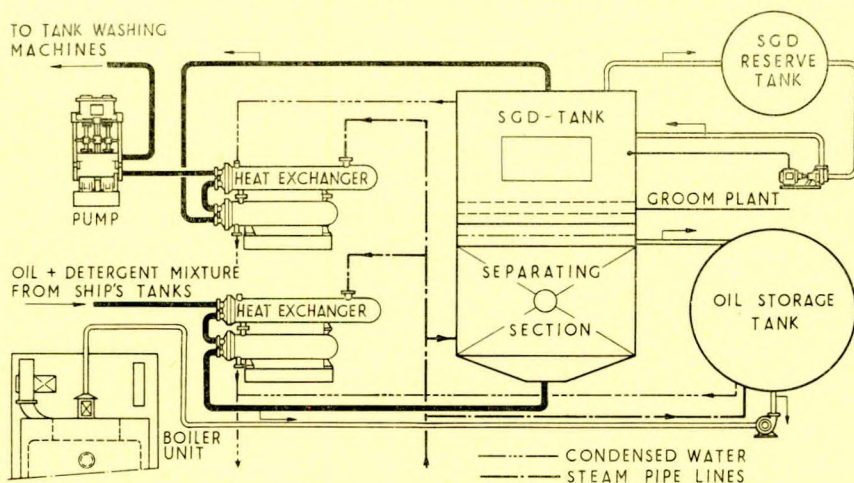 TO TANK WASHING
MACHINES
SGD
RESERVE
TANK
SGD-TANK
HEAT EXCHANGER
PUMP
GROOM PLANT
OIL + DETERGENT MIXTURE
FROM SHIP'S TANKS
SEPARATING
SECTION
OIL STORAGE
TANK
HEAT EXCHANGER
BOILER
UNIT
CONDENSED WATER
STEAM PIPE LINES